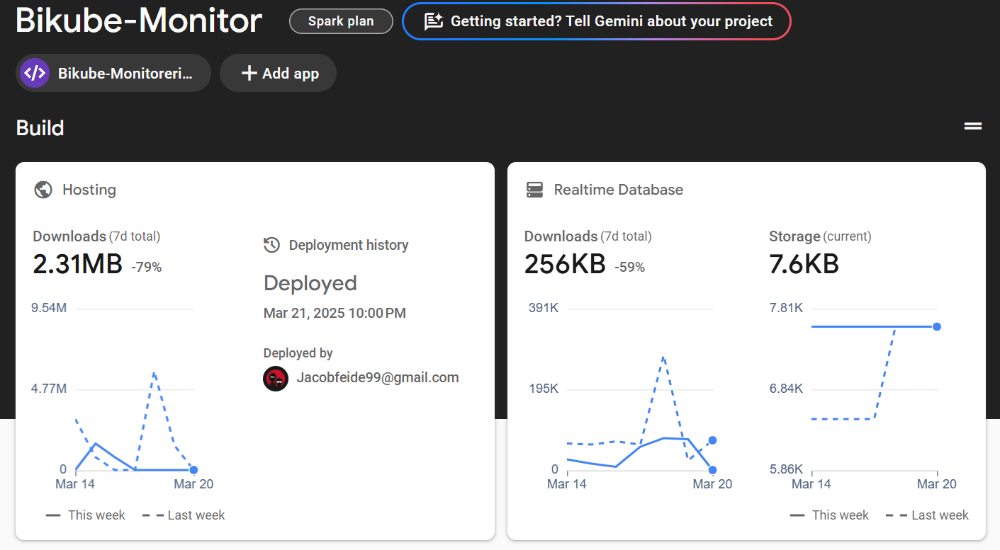 Bikube-Monitor
Spark plan
Getting started? Tell Gemini about your project
Bikube-Monitoreri...
Add app
Build
Hosting
Downloads (7d total)
2.31MB -79%
9.54M
4.77M
0
Mar 14
Mar 20
This week
Last week
Deployment history
Deployed
Mar 21, 2025 10:00 PM
Deployed by
Jacobfeide99@gmail.com
Realtime Database
Downloads (7d total)
256KB -59%
391K
195K
0
Mar 14
Mar 20
Storage (current)
7.6KB
7.81K
6.84K
5.86K
Mar 14
Mar 20
This week
Last week